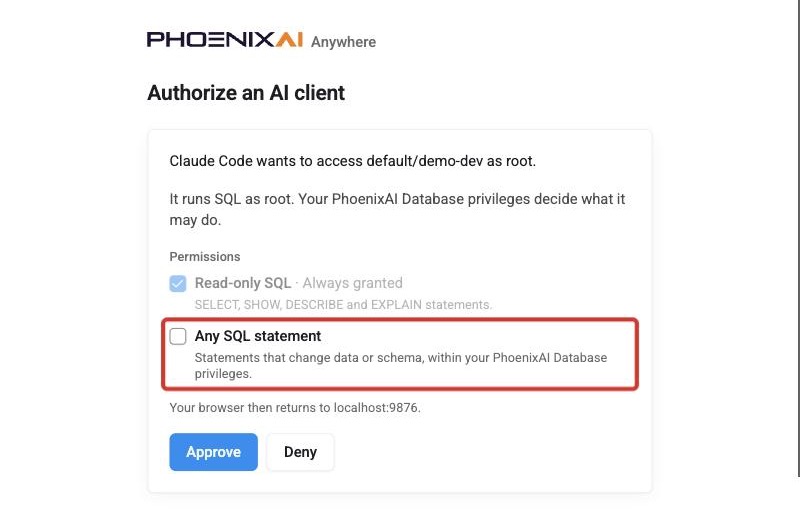 PHOENIXAI Anywhere
Authorize an AI client
Claude Code wants to access default/demo-dev as root.
It runs SQL as root. Your PhoenixAI Database privileges decide what it
may do.
Permissions
Read-only SQL · Always granted
SELECT, SHOW, DESCRIBE and EXPLAIN statements.
Any SQL statement
Statements that change data or schema, within your PhoenixAI Database
privileges.
Your browser then returns to localhost:9876.
Approve Deny